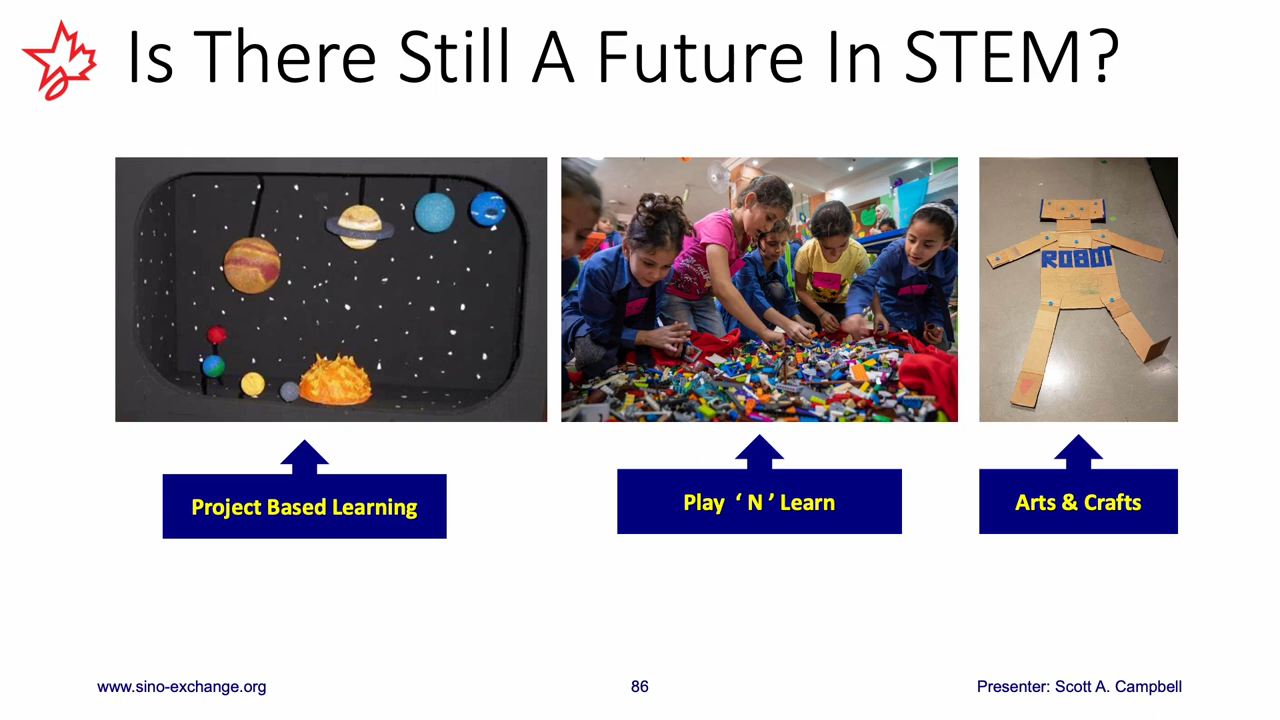 Is There Still A Future In STEM?
ROBOT
Project Based Learning
Play ‘ N ’ Learn
Arts & Crafts
www.sino-exchange.org
86
Presenter: Scott A. Campbell